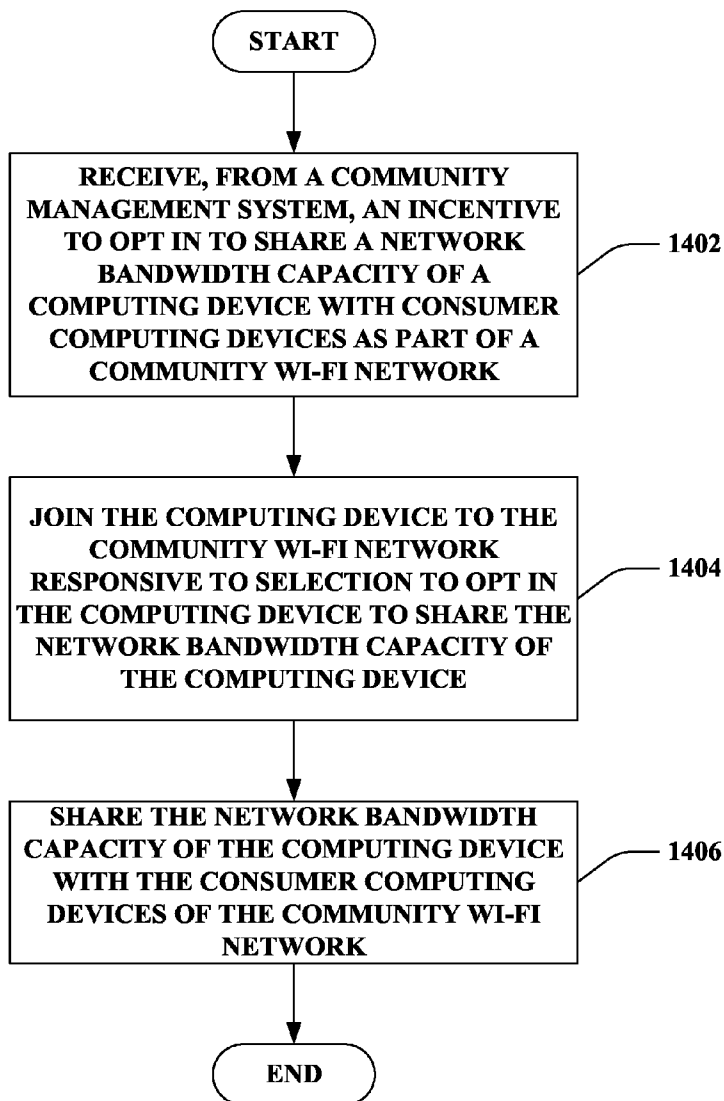 START
RECEIVE, FROM A COMMUNITY
MANAGEMENT SYSTEM, AN INCENTIVE
TO OPT IN TO SHARE A NETWORK
BANDWIDTH CAPACITY OF A
COMPUTING DEVICE WITH CONSUMER
COMPUTING DEVICES AS PART OF A
COMMUNITY WI-FI NETWORK
1402
JOIN THE COMPUTING DEVICE TO THE
COMMUNITY WI-FI NETWORK
RESPONSIVE TO SELECTION TO OPT IN
THE COMPUTING DEVICE TO SHARE THE
NETWORK BANDWIDTH CAPACITY OF
THE COMPUTING DEVICE
1404
SHARE THE NETWORK BANDWIDTH
CAPACITY OF THE COMPUTING DEVICE
WITH THE CONSUMER COMPUTING
DEVICES OF THE COMMUNITY WI-FI
NETWORK
1406
END